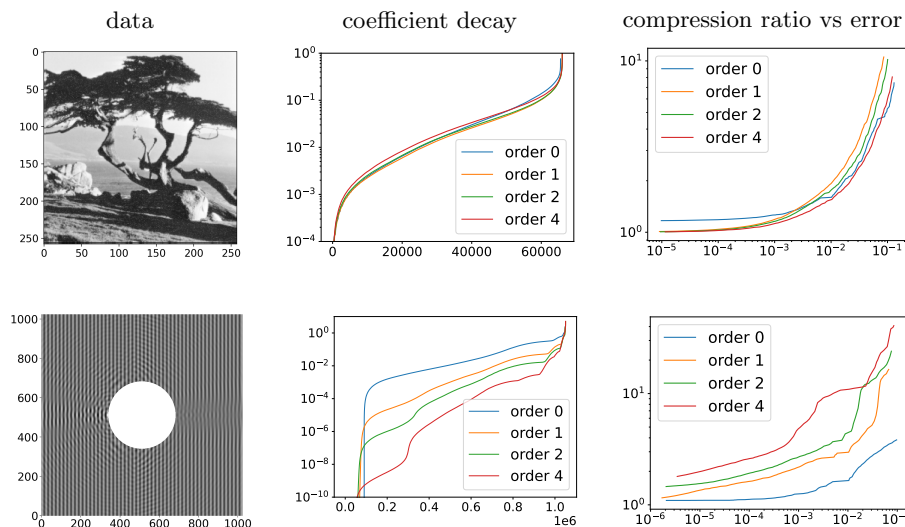 data coefficient decay compression ratio vs error
0
50
100
150
200
250
0 50 100 150 200 250
10^0
10^-1
10^-2
10^-3
10^-4
order 0
order 1
order 2
order 4
0 20000 40000 60000
10^1
10^0
order 0
order 1
order 2
order 4
10^-5 10^-4 10^-3 10^-2 10^-1
1000
800
600
400
200
0
0 200 400 600 800 1000
10^0
10^-2
10^-4
10^-6
10^-8
10^-10
order 0
order 1
order 2
order 4
0.0 0.2 0.4 0.6 0.8 1.0
1e6
10^1
10^0
order 0
order 1
order 2
order 4
10^-6 10^-5 10^-4 10^-3 10^-2